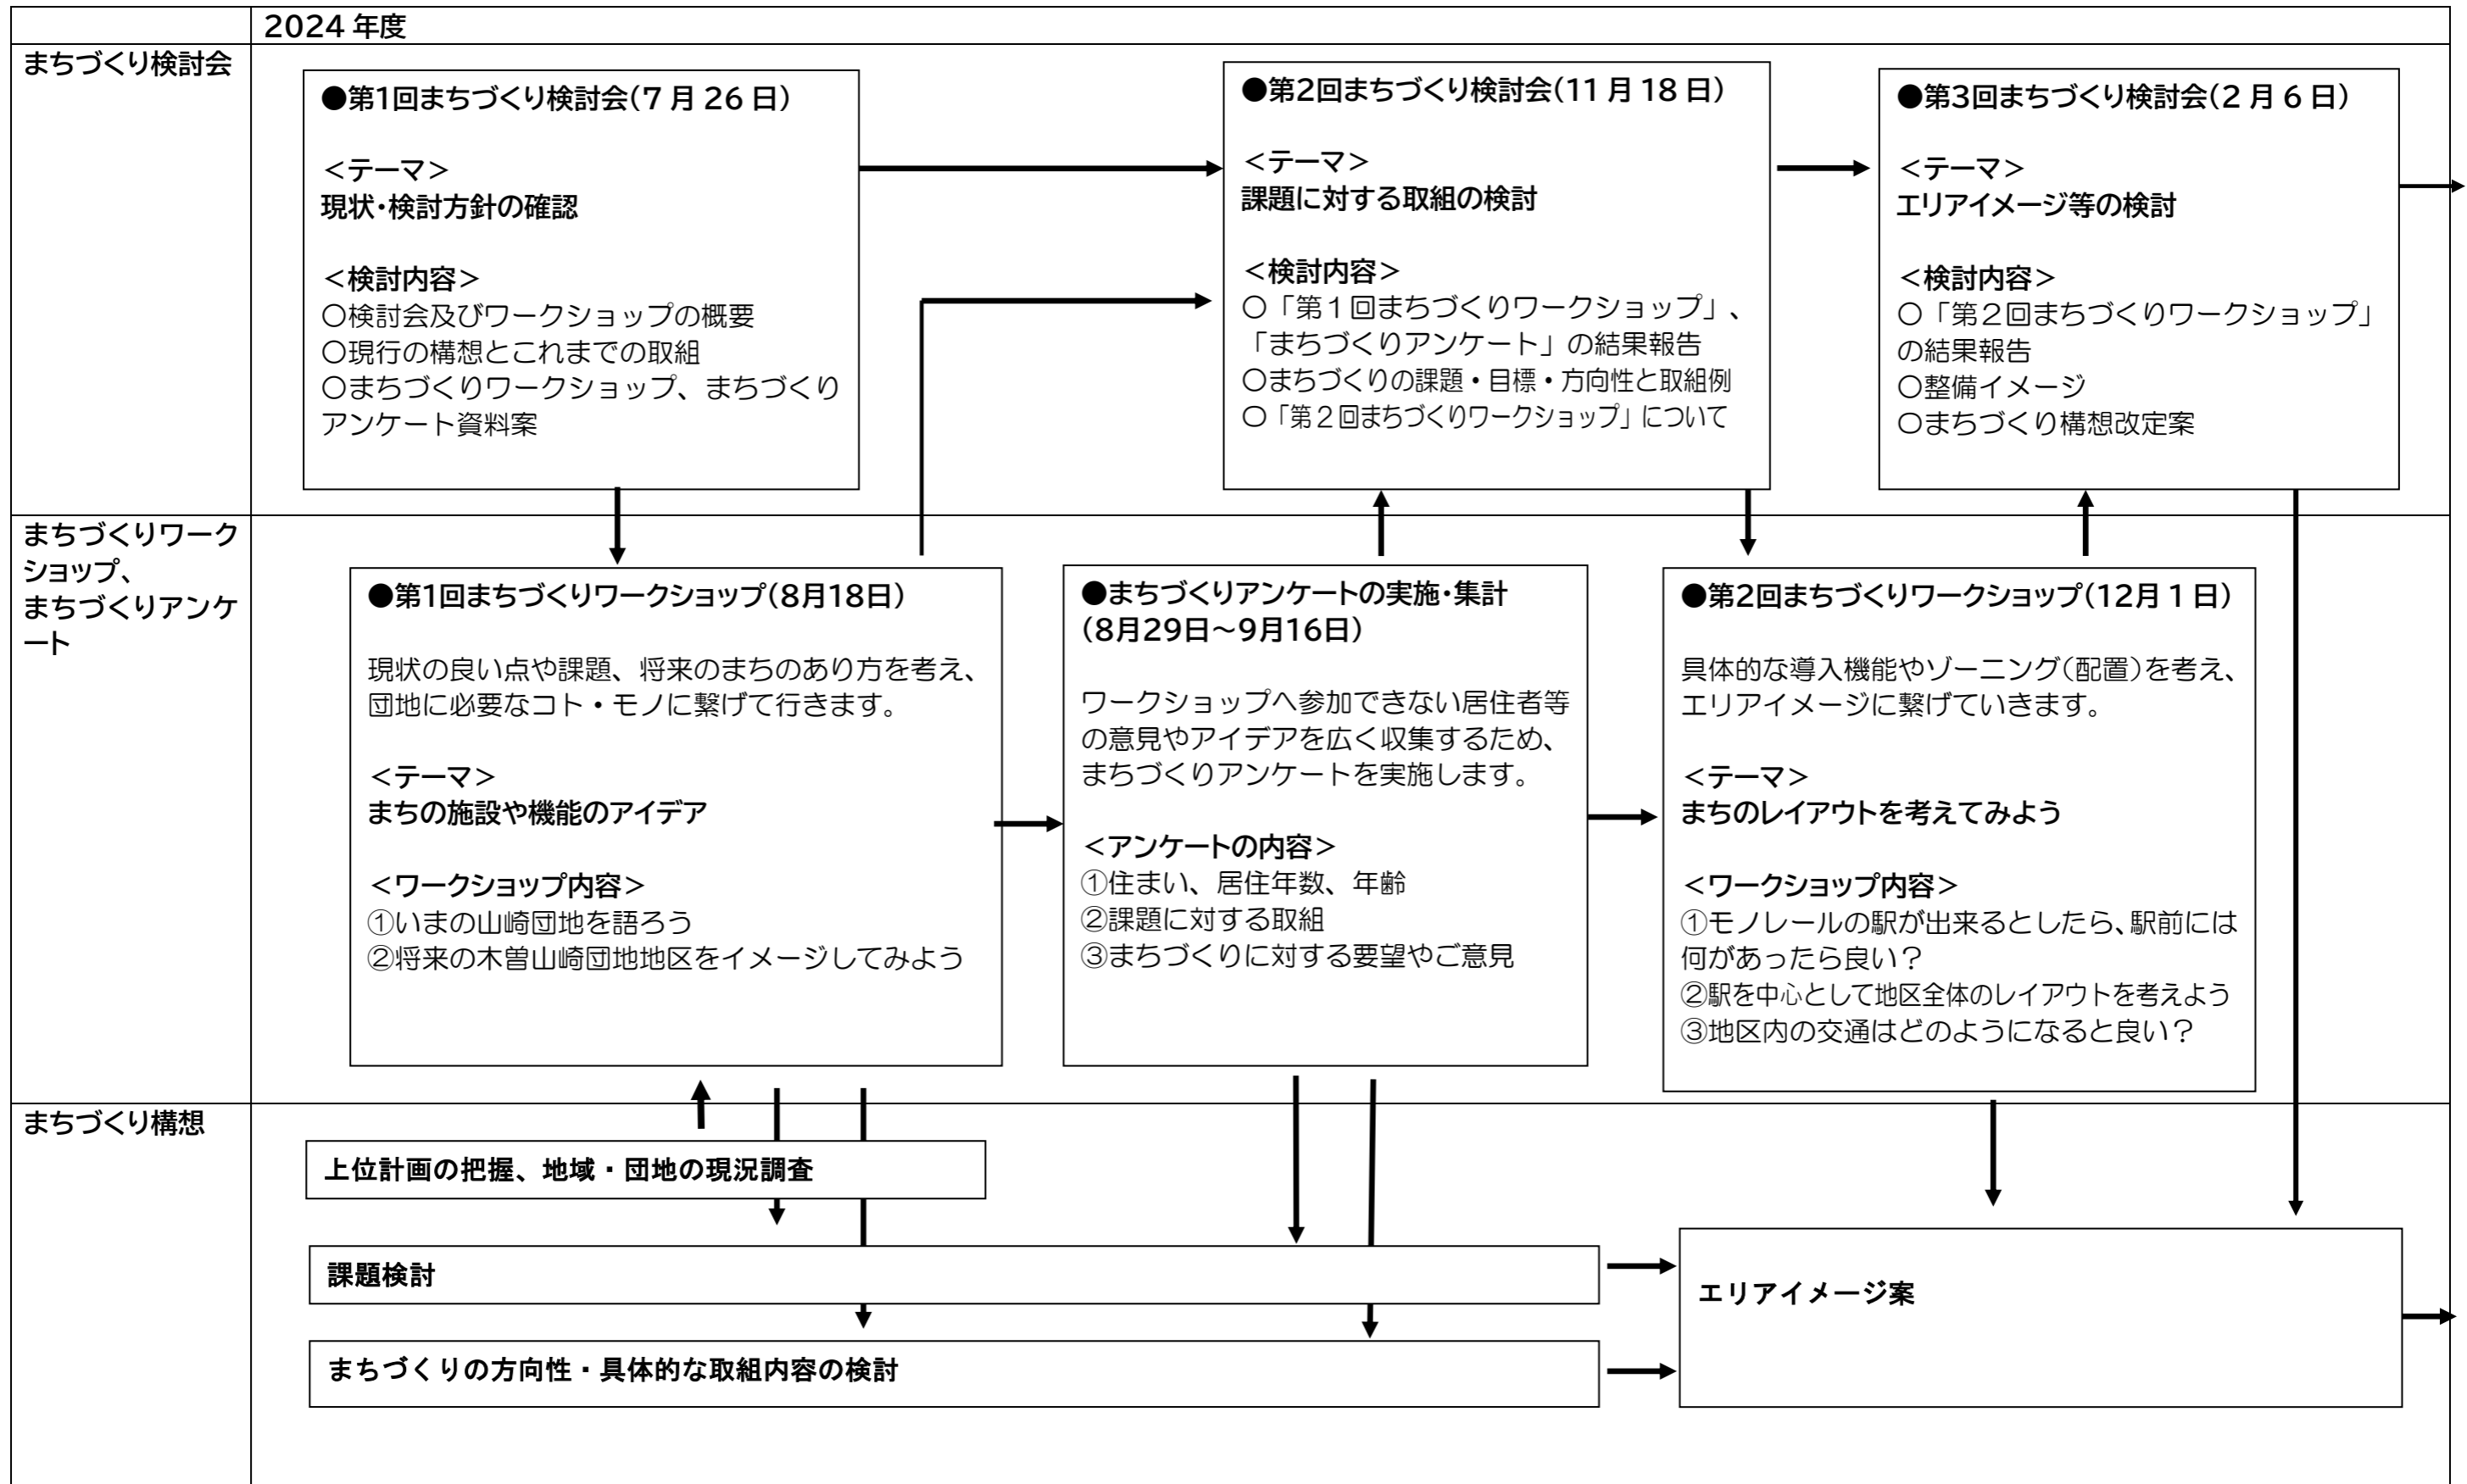 2024 年度
まちづくり検討会
●第1回まちづくり検討会(7 月 26 日)
＜テーマ＞
現状・検討方針の確認
＜検討内容＞
〇検討会及びワークショップの概要
〇現行の構想とこれまでの取組
〇まちづくりワークショップ、まちづくり
アンケート資料案
●第2回まちづくり検討会(11 月 18 日)
＜テーマ＞
課題に対する取組の検討
＜検討内容＞
〇「第１回まちづくりワークショップ」、
「まちづくりアンケート」の結果報告
〇まちづくりの課題・目標・方向性と取組例
〇「第２回まちづくりワークショップ」について
●第3回まちづくり検討会(2 月 6 日)
＜テーマ＞
エリアイメージ等の検討
＜検討内容＞
〇「第２回まちづくりワークショップ」
の結果報告
〇整備イメージ
〇まちづくり構想改定案
まちづくりワーク
ショップ、
まちづくりアンケ
ート
●第1回まちづくりワークショップ(8月18日)
現状の良い点や課題、将来のまちのあり方を考え、
団地に必要なコト・モノに繋げて行きます。
＜テーマ＞
まちの施設や機能のアイデア
＜ワークショップ内容＞
①いまの山崎団地を語ろう
②将来の木曽山崎団地地区をイメージしてみよう
●まちづくりアンケートの実施・集計
(8月29日～9月16日)
ワークショップへ参加できない居住者等
の意見やアイデアを広く収集するため、
まちづくりアンケートを実施します。
＜アンケートの内容＞
①住まい、居住年数、年齢
②課題に対する取組
③まちづくりに対する要望やご意見
●第2回まちづくりワークショップ(12月 1 日)
具体的な導入機能やゾーニング(配置)を考え、
エリアイメージに繋げていきます。
＜テーマ＞
まちのレイアウトを考えてみよう
＜ワークショップ内容＞
①モノレールの駅が出来るとしたら、駅前には
何があったら良い？
②駅を中心として地区全体のレイアウトを考えよう
③地区内の交通はどのようになると良い？
まちづくり構想
上位計画の把握、地域・団地の現況調査
課題検討
まちづくりの方向性・具体的な取組内容の検討
エリアイメージ案